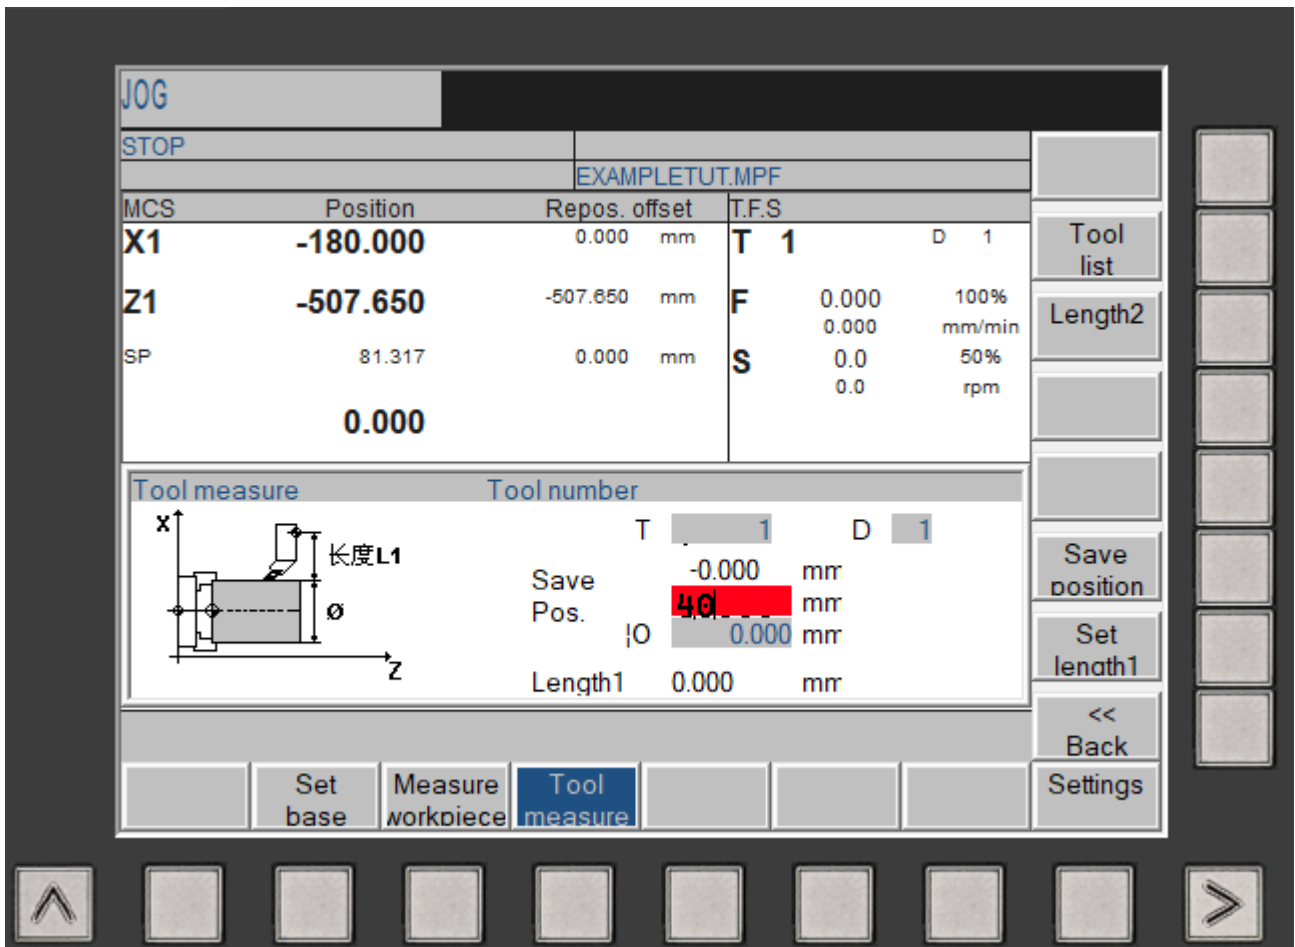 JOG
STOP
EXAMPLETUT.MPF
MCS Position Repos. offset T.F.S
X1 -180.000 0.000 mm T 1 D 1
Z1 -507.650 -507.650 mm F 0.000 100%
0.000 mm/min
SP 81.317 0.000 mm S 0.0 50%
0.0 rpm
0.000
Tool measure Tool number
X
长度L1
Ø
Z
T 1 D 1
Save -0.000 mm
Pos. 40 mm
¦O 0.000 mm
Length1 0.000 mm
Tool
list
Length2
Save
position
Set
length1
<<
Back
Set
base
Measure
workpiece
Tool
measure
Settings